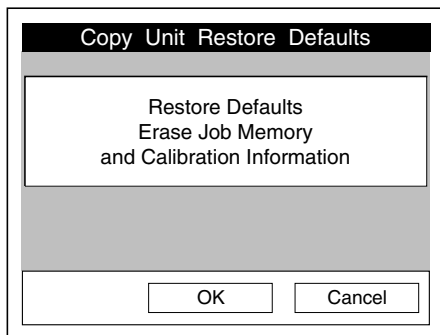 Copy Unit Restore Defaults
Restore Defaults
Erase Job Memory
and Calibration Information
OK Cancel